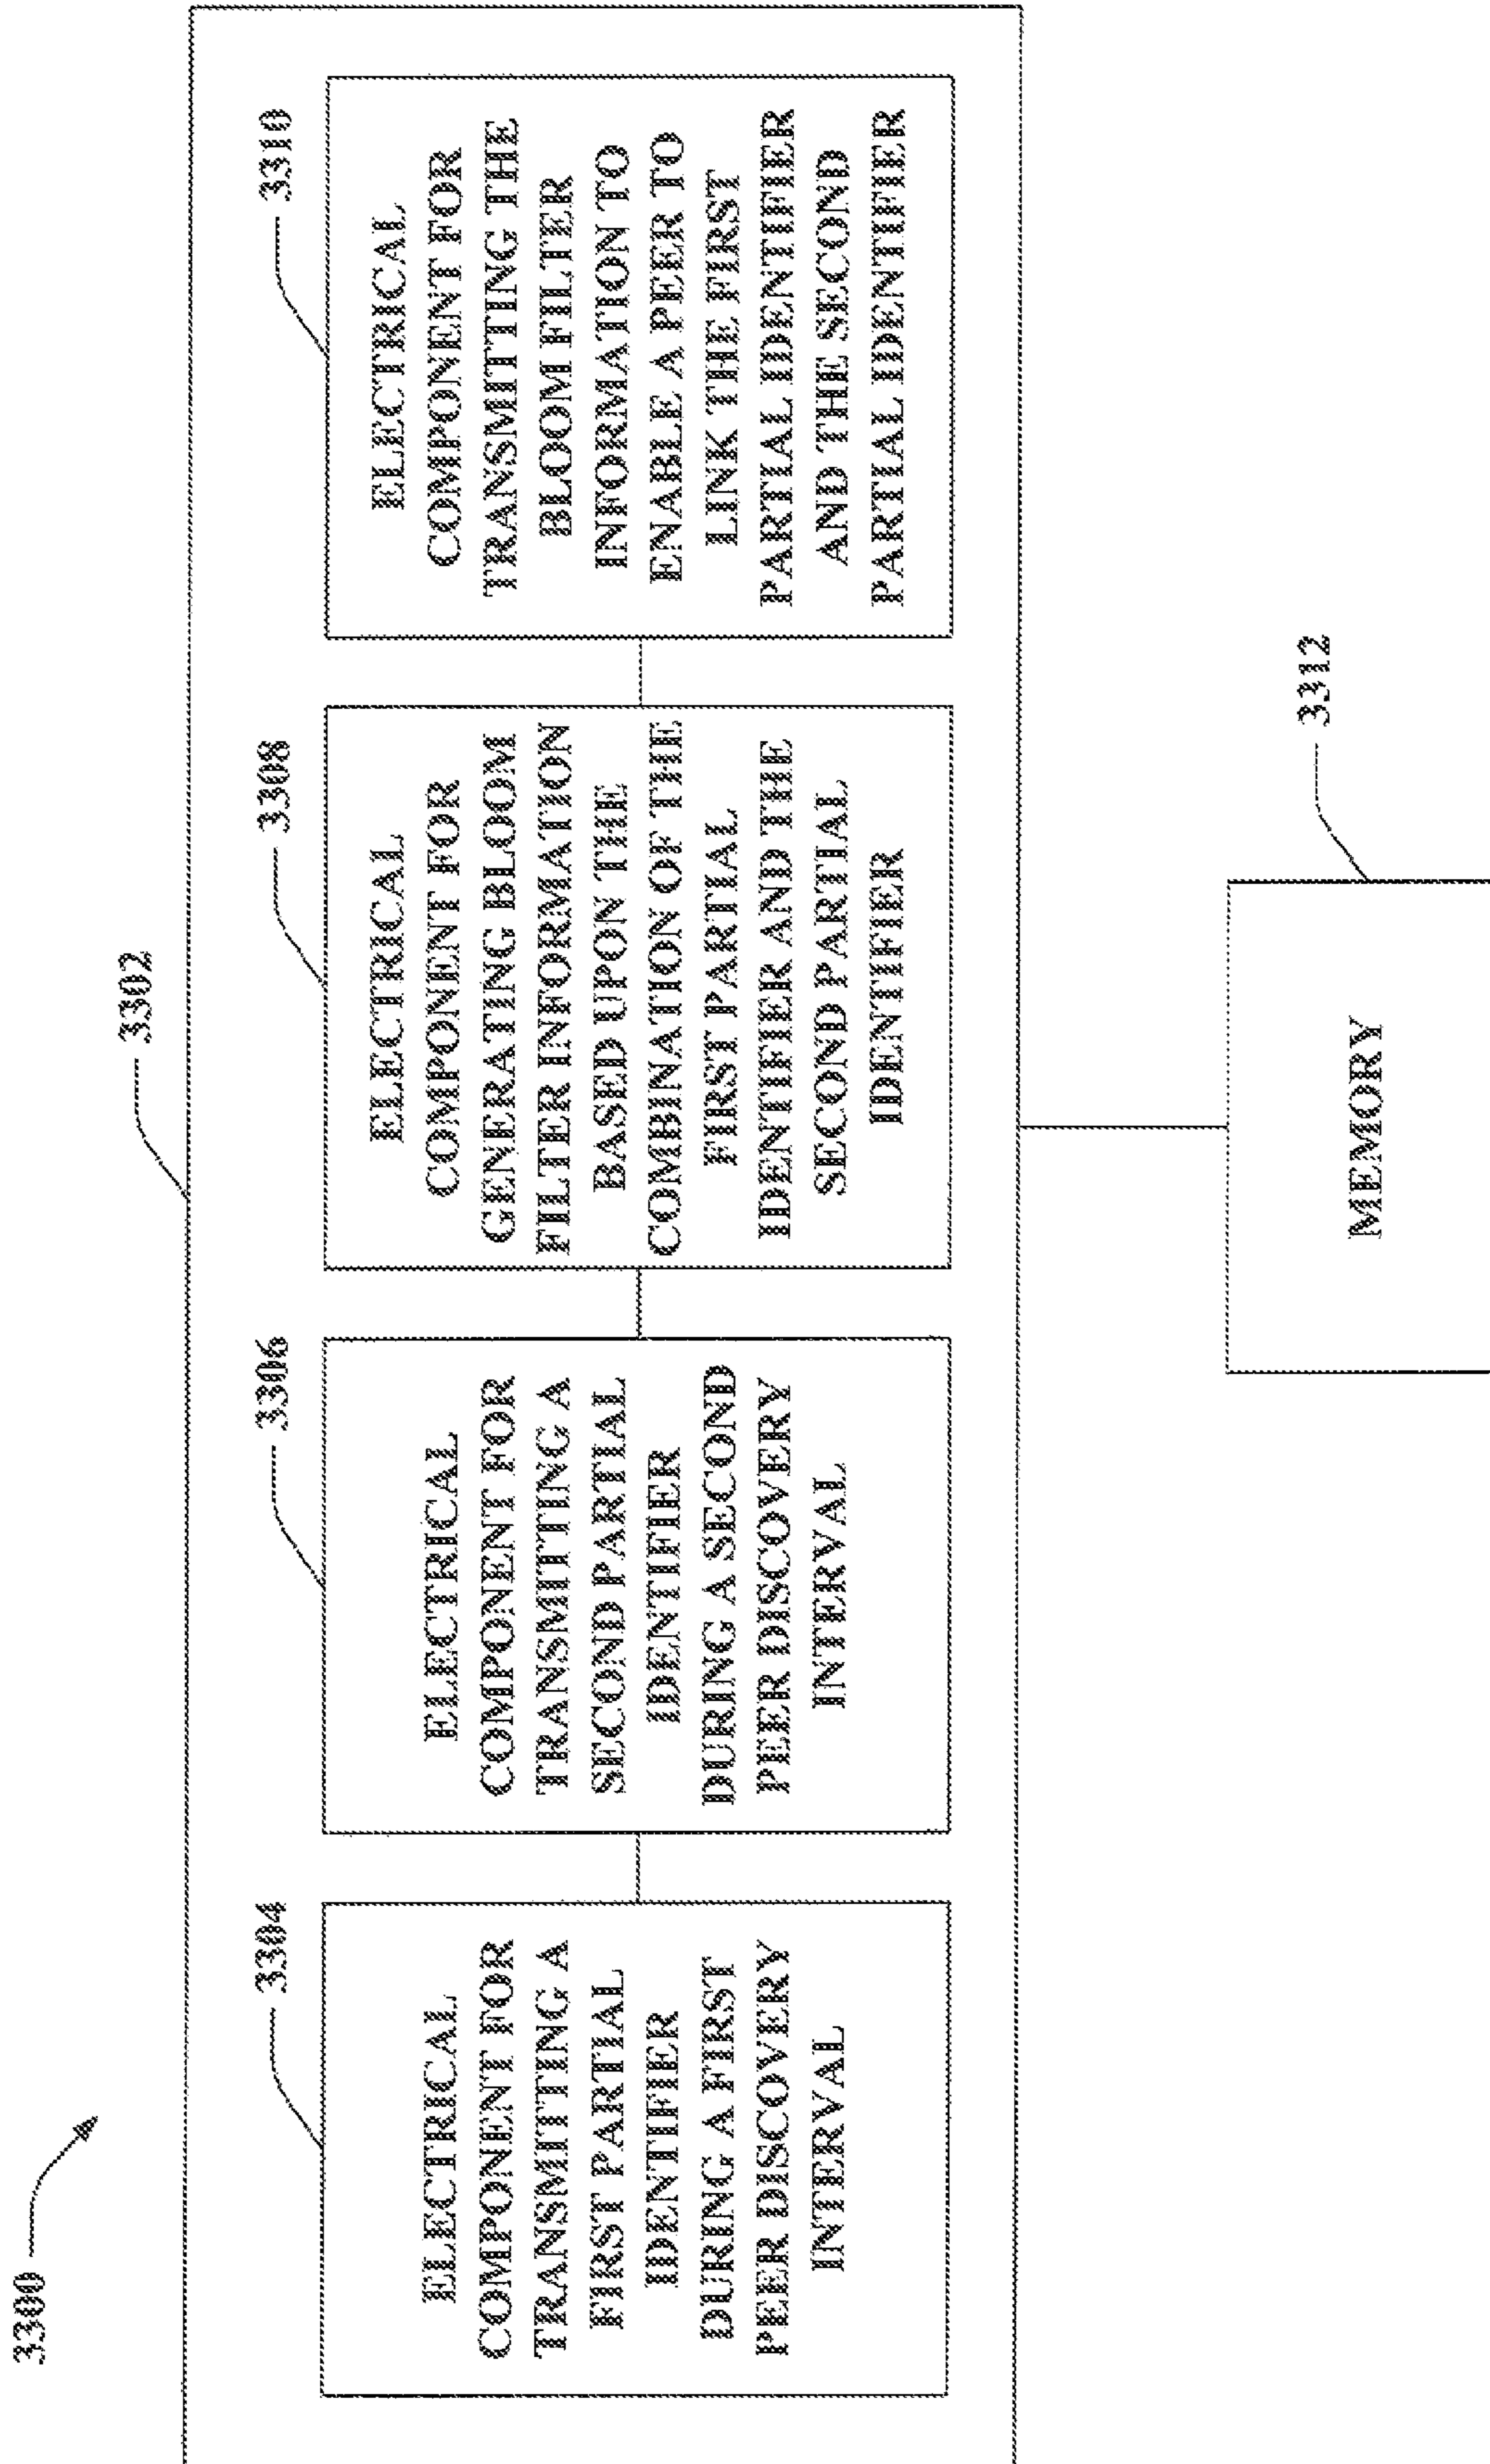 3300
3302
3304
ELECTRICAL
COMPONENT FOR
TRANSMITTING A
FIRST PARTIAL
IDENTIFIER
DURING A FIRST
PEER DISCOVERY
INTERVAL
3306
ELECTRICAL
COMPONENT FOR
TRANSMITTING A
SECOND PARTIAL
IDENTIFIER
DURING A SECOND
PEER DISCOVERY
INTERVAL
3308
ELECTRICAL
COMPONENT FOR
GENERATING BLOOM
FILTER INFORMATION
BASED UPON THE
COMBINATION OF THE
FIRST PARTIAL
IDENTIFIER AND THE
SECOND PARTIAL
IDENTIFIER
3310
ELECTRICAL
COMPONENT FOR
TRANSMITTING THE
BLOOM FILTER
INFORMATION TO
ENABLE A PEER TO
LINK THE FIRST
PARTIAL IDENTIFIER
AND THE SECOND
PARTIAL IDENTIFIER
3312
MEMORY